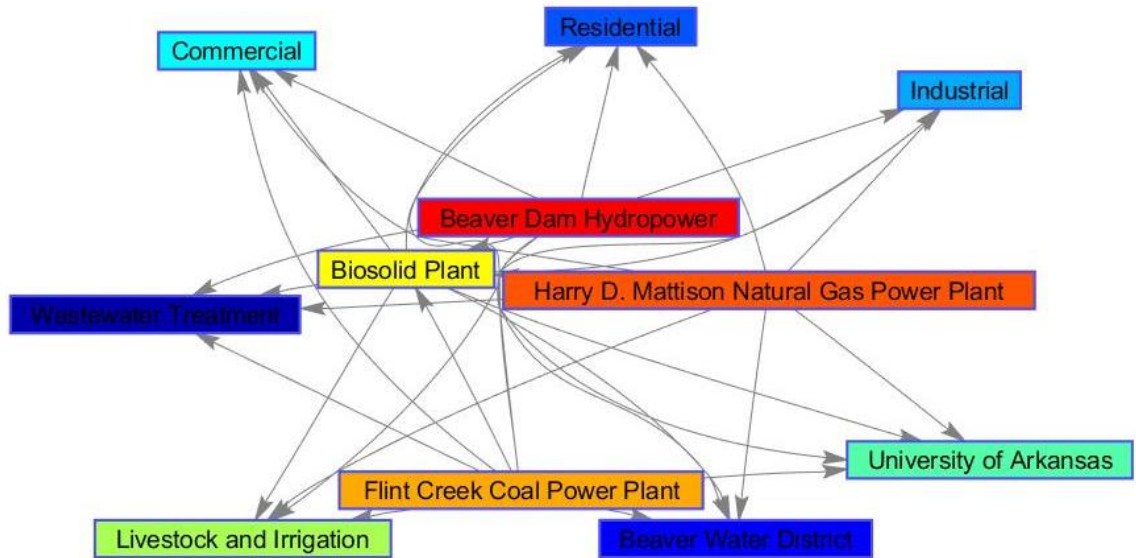 Residential
Commercial
Industrial
Beaver Dam Hydropower
Biosolid Plant
Harry D. Mattison Natural Gas Power Plant
Wastewater Treatment
University of Arkansas
Flint Creek Coal Power Plant
Livestock and Irrigation
Beaver Water District